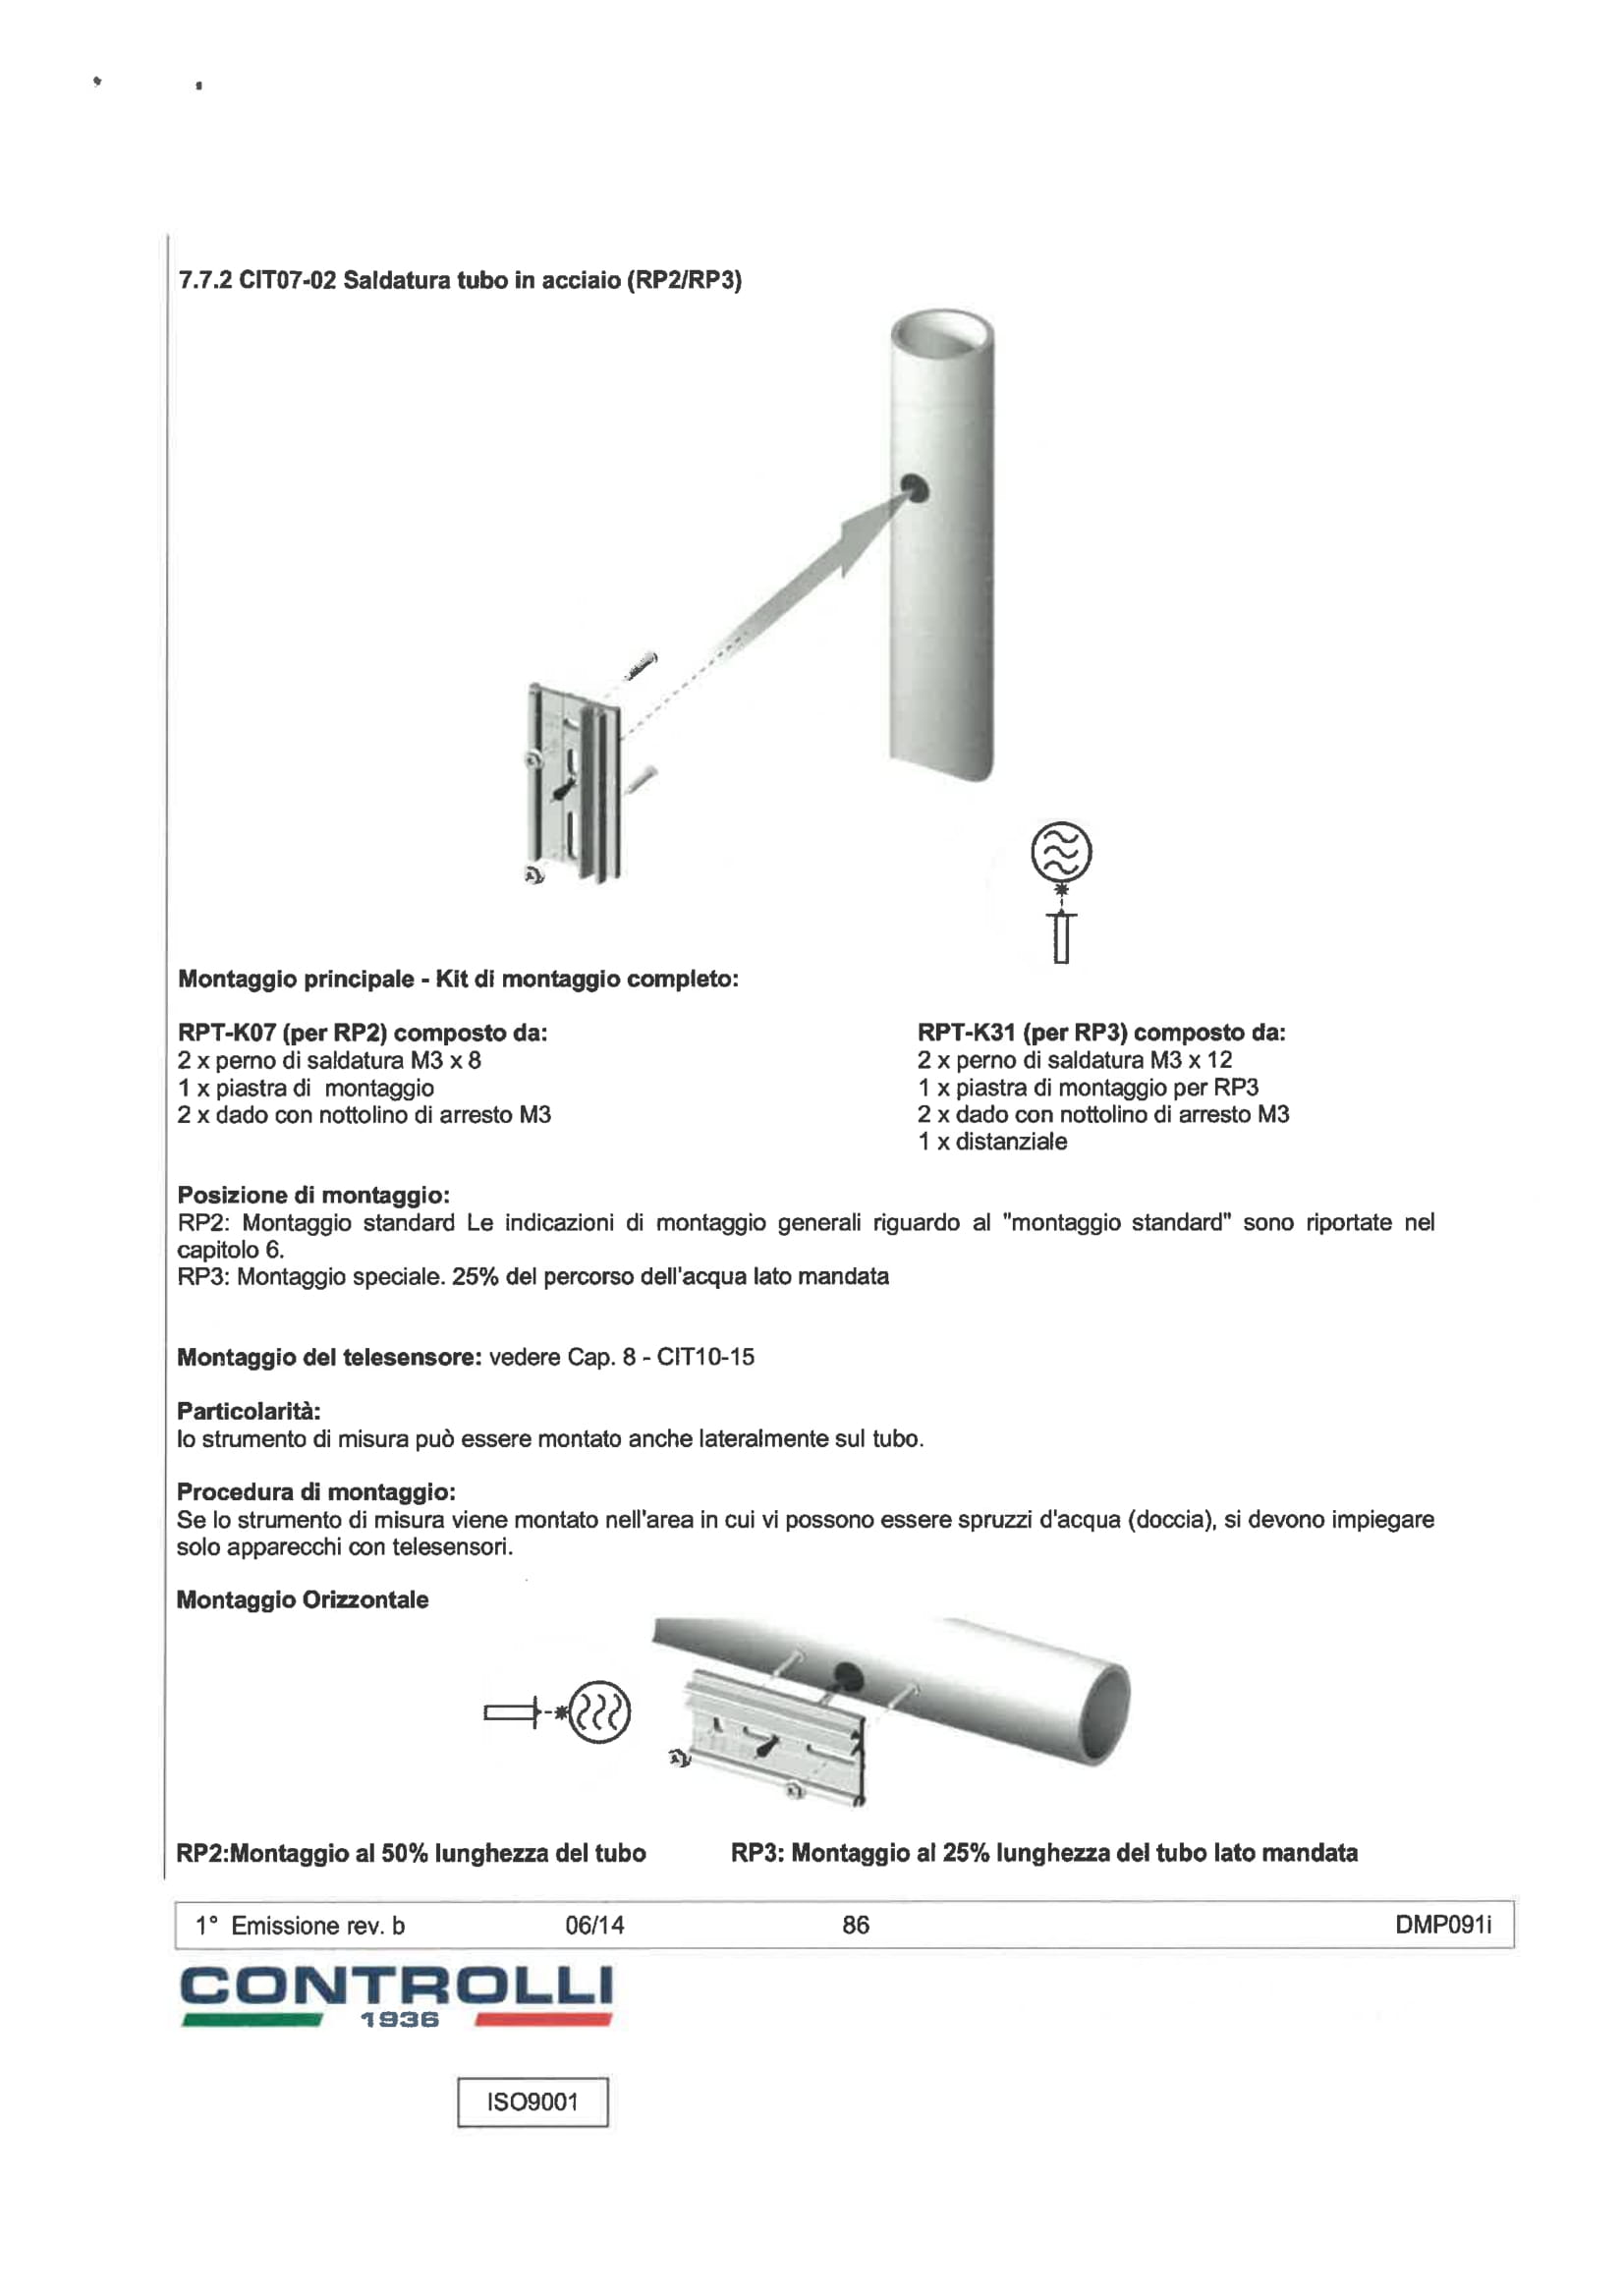 7.7.2 CIT07-02 Saldatura tubo in acciaio (RP2/RP3)
Montaggio principale - Kit di montaggio completo:
RPT-K07 (per RP2) composto da:
2 x perno di saldatura M3 x 8
1 x piastra di montaggio
2 x dado con nottolino di arresto M3
RPT-K31 (per RP3) composto da:
2 x perno di saldatura M3 x 12
1 x piastra di montaggio per RP3
2 x dado con nottolino di arresto M3
1 x distanziale
Posizione di montaggio:
RP2: Montaggio standard Le indicazioni di montaggio generali riguardo al "montaggio standard" sono riportate nel
capitolo 6.
RP3: Montaggio speciale. 25% del percorso dell'acqua lato mandata
Montaggio del telesensore: vedere Cap. 8 - CIT10-15
Particolarità:
lo strumento di misura può essere montato anche lateralmente sul tubo.
Procedura di montaggio:
Se lo strumento di misura viene montato nell'area in cui vi possono essere spruzzi d'acqua (doccia), si devono impiegare
solo apparecchi con telesensori.
Montaggio Orizzontale
RP2:Montaggio al 50% lunghezza del tubo
RP3: Montaggio al 25% lunghezza del tubo lato mandata
1° Emissione rev. b 06/14 86 DMP091i
CONTROLLI
1936
ISO9001